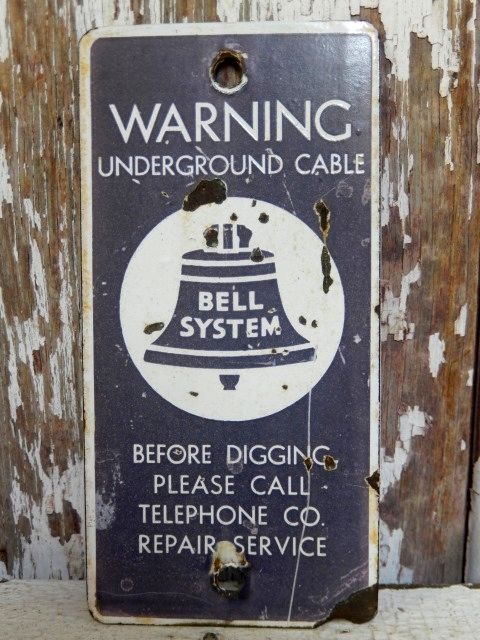 WARNING
UNDERGROUND CABLE
BELL
SYSTEM
BEFORE DIGGING
PLEASE CALL
TELEPHONE CO.
REPAIR SERVICE